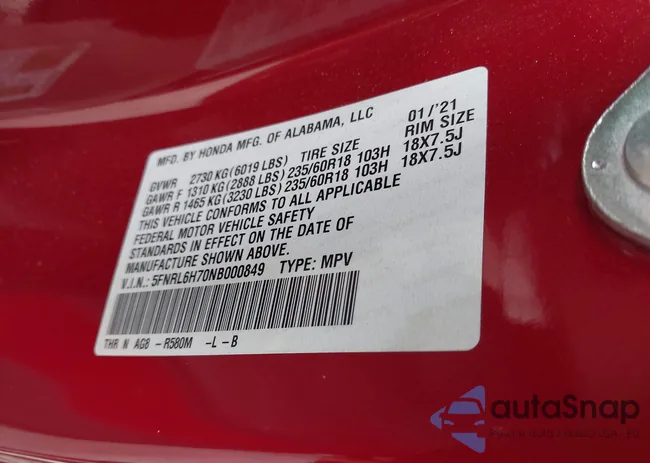 MFD. BY HONDA MFG. OF ALABAMA, LLC 01/'21
GVWR 2730 KG(6019 LBS) TIRE SIZE RIM SIZE
GAWR F 1310 KG(2888 LBS)235/60R18 103H 18X7.5J
GAWR R 1465 KG(3230 LBS)235/60R18 103H 18X7.5J
THIS VEHICLE CONFORMS TO ALL APPLICABLE
FEDERAL MOTOR VEHICLE SAFETY
STANDARDS IN EFFECT ON THE DATE OF
MANUFACTURE SHOWN ABOVE.
V.I.N.: 5FNRL6H70NB000849 TYPE: MPV
THR N AG8 -R580M -L -B
autaSnap